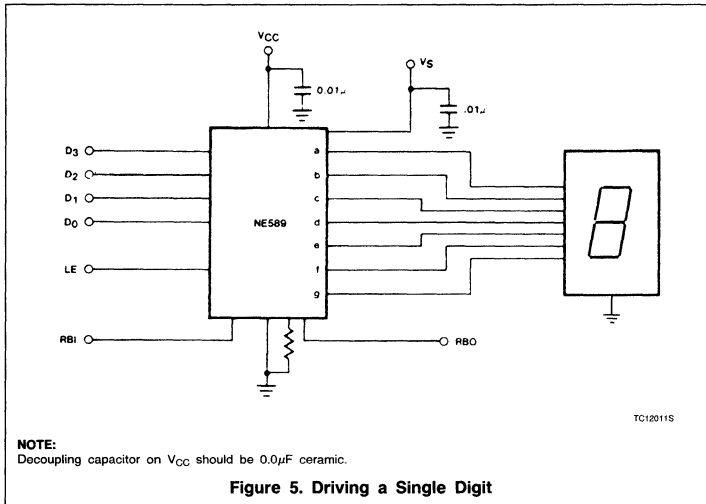 VCC
VS
0.01μ
.01μ
D3
D2
D1
D0
LE
RBI
NE589
a
b
c
d
e
f
g
RBO
TC12011S
NOTE:
Decoupling capacitor on VCC should be 0.0μF ceramic.
Figure 5. Driving a Single Digit